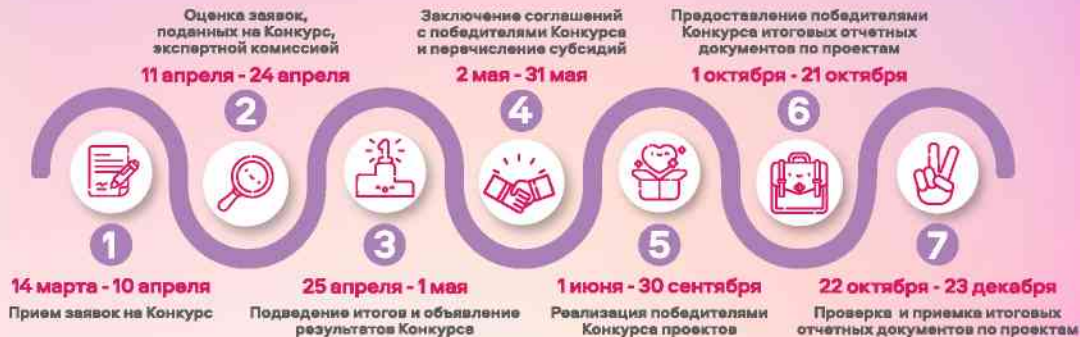 Оценка заявок,
поданных на Конкурс,
экспертной комиссией
11 апреля - 24 апреля
2
Заключение соглашений
с победителями Конкурса
и перечисление субсидий
2 мая - 31 мая
4
Предоставление победителями
Конкурса итоговых отчетных
документов по проектам
1 октября - 21 октября
6
1
1
14 марта - 10 апреля
Прием заявок на Конкурс
3
25 апреля - 1 мая
Подведение итогов и объявление
результатов Конкурса
5
1 июня - 30 сентября
Реализация победителями
Конкурса проектов
7
22 октября - 23 декабря
Проверка и приемка итоговых
отчетных документов по проектам